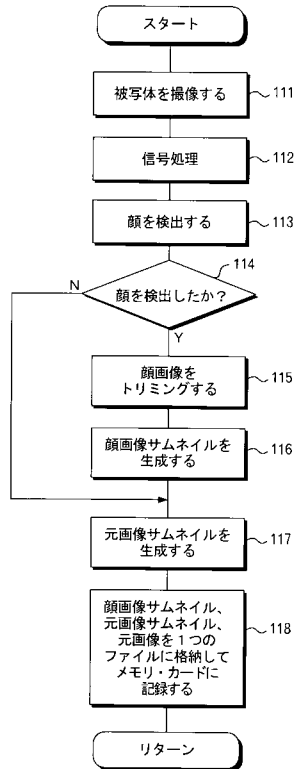 スタート
被写体を撮像する
111
信号処理
112
顔を検出する
113
114
N
顔を検出したか?
Y
顔画像を
トリミングする
115
顔画像サムネイルを
生成する
116
元画像サムネイルを
生成する
117
顔画像サムネイル、
元画像サムネイル、
元画像を1つの
ファイルに格納して
メモリ・カードに
記録する
118
リターン